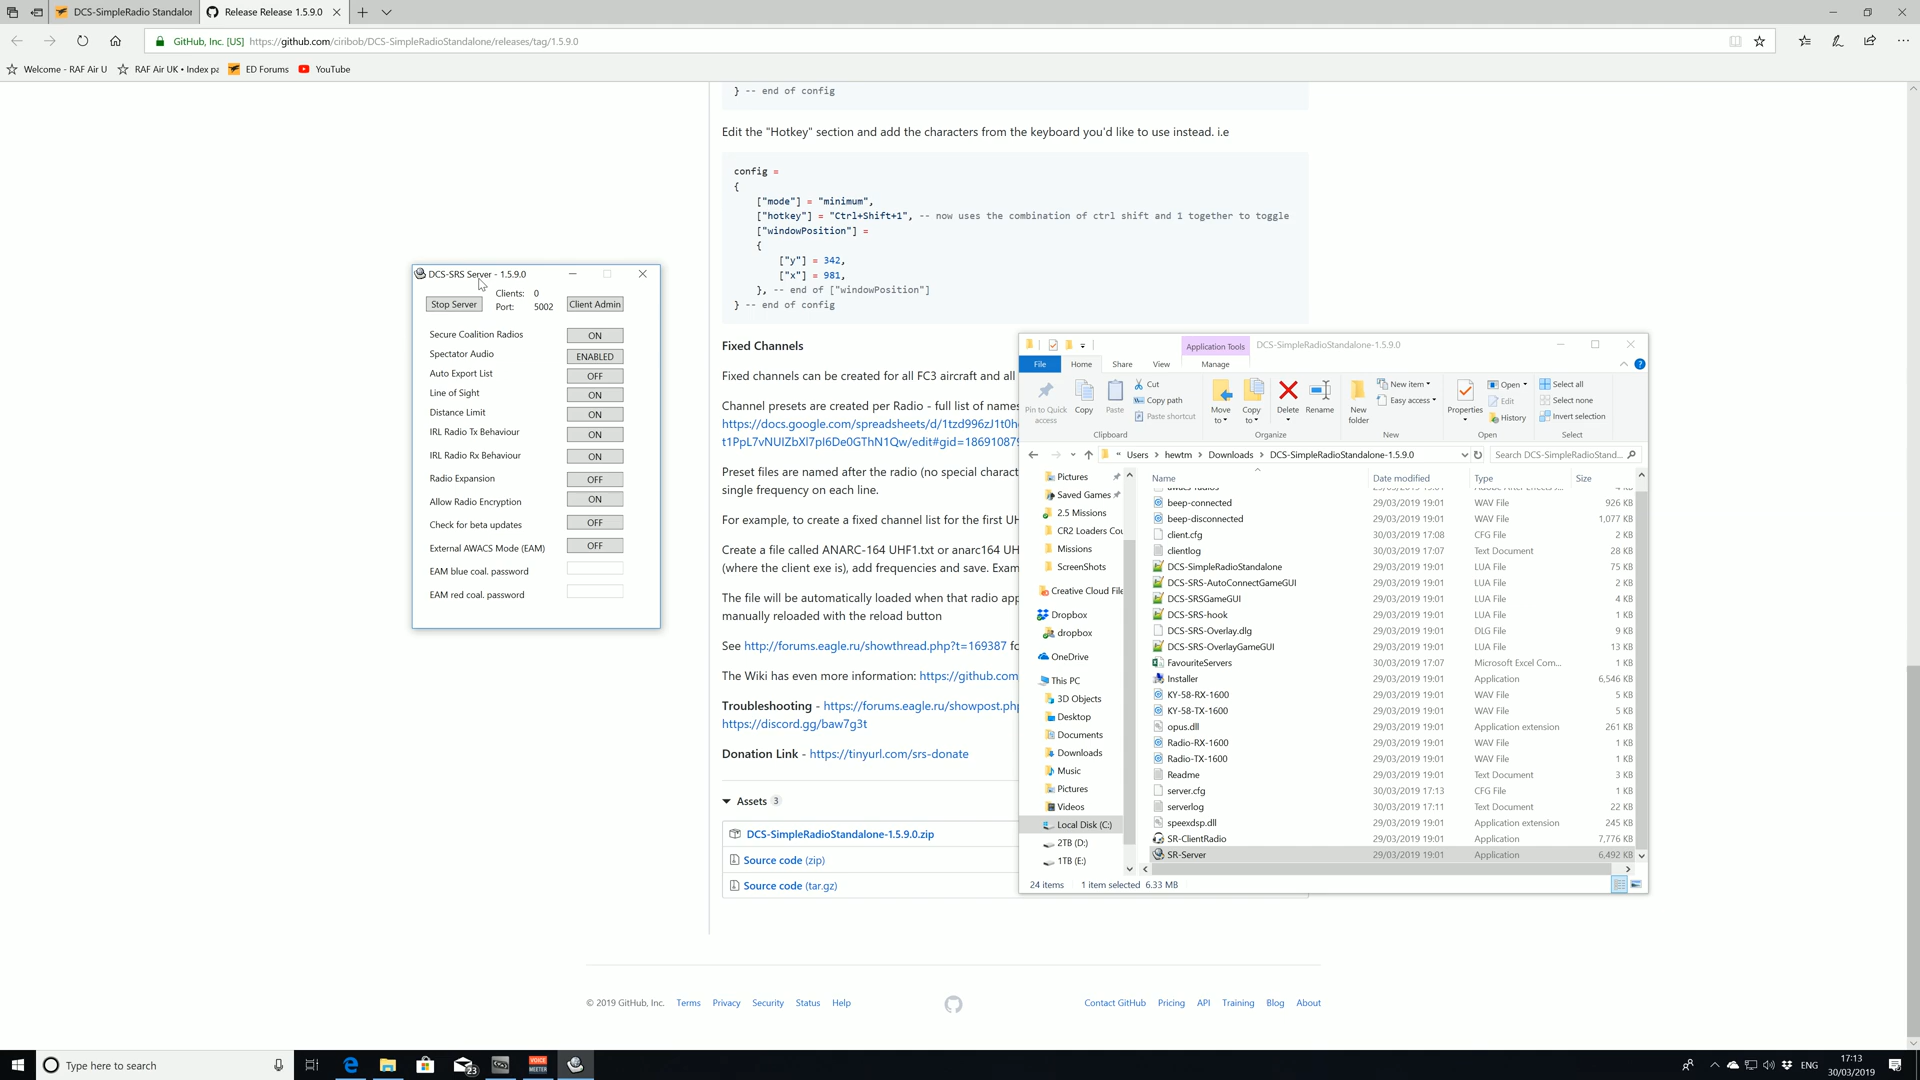 DCS-SimpleRadio Standalon
Release Release 1.5.9.0
GitHub, Inc. [US] https://github.com/ciribob/DCS-SimpleRadioStandalone/releases/tag/1.5.9.0
Welcome - RAF Air U
RAF Air UK • Index pa
ED Forums
YouTube
} -- end of config
Edit the "Hotkey" section and add the characters from the keyboard you'd like to use instead. i.e
config =
{
["mode"] = "minimum",
["hotkey"] = "Ctrl+Shift+1", -- now uses the combination of ctrl shift and 1 together to toggle
["windowPosition"] =
{
["y"] = 342,
["x"] = 981,
}, -- end of ["windowPosition"]
} -- end of config
Fixed Channels
Fixed channels can be created for all FC3 aircraft and all
Channel presets are created per Radio - full list of names
https://docs.google.com/spreadsheets/d/1tzd996zJ1t0h
t1PpL7vNUIZbXl7pI6De0GThN1Qw/edit#gid=186910879
Preset files are named after the radio (no special charact
single frequency on each line.
For example, to create a fixed channel list for the first UH
Create a file called ANARC-164 UHF1.txt or anarc164 UH
(where the client exe is), add frequencies and save. Exam
The file will be automatically loaded when that radio app
manually reloaded with the reload button
See http://forums.eagle.ru/showthread.php?t=169387 fo
The Wiki has even more information: https://github.com
Troubleshooting - https://forums.eagle.ru/showpost.php
https://discord.gg/baw7g3t
Donation Link - https://tinyurl.com/srs-donate
Assets 3
DCS-SimpleRadioStandalone-1.5.9.0.zip
Source code (zip)
Source code (tar.gz)
© 2019 GitHub, Inc. Terms Privacy Security Status Help
Contact GitHub Pricing API Training Blog About
DCS-SRS Server - 1.5.9.0
Stop Server
Clients: 0
Port: 5002
Client Admin
Secure Coalition Radios ON
Spectator Audio ENABLED
Auto Export List OFF
Line of Sight ON
Distance Limit ON
IRL Radio Tx Behaviour ON
IRL Radio Rx Behaviour ON
Radio Expansion OFF
Allow Radio Encryption ON
Check for beta updates OFF
External AWACS Mode (EAM) OFF
EAM blue coal. password
EAM red coal. password
Application Tools
DCS-SimpleRadioStandalone-1.5.9.0
File Home Share View Manage
Pin to Quick access
Copy
Paste
Cut
Copy path
Paste shortcut
Clipboard
Move to
Copy to
Delete
Rename
Organize
New folder
New item
Easy access
New
Properties
Open
Edit
History
Open
Select all
Select none
Invert selection
Select
Users > hewtm > Downloads > DCS-SimpleRadioStandalone-1.5.9.0
Search DCS-SimpleRadioStand...
Pictures
Saved Games
2.5 Missions
CR2 Loaders Cou
Missions
ScreenShots
Creative Cloud File
Dropbox
dropbox
OneDrive
This PC
3D Objects
Desktop
Documents
Downloads
Music
Pictures
Videos
Local Disk (C:)
2TB (D:)
1TB (E:)
Name Date modified Type Size
beep-connected 29/03/2019 19:01 WAV File 926 KB
beep-disconnected 29/03/2019 19:01 WAV File 1,077 KB
client.cfg 30/03/2019 17:08 CFG File 2 KB
clientlog 30/03/2019 17:07 Text Document 28 KB
DCS-SimpleRadioStandalone 29/03/2019 19:01 LUA File 75 KB
DCS-SRS-AutoConnectGameGUI 29/03/2019 19:01 LUA File 2 KB
DCS-SRSGameGUI 29/03/2019 19:01 LUA File 4 KB
DCS-SRS-hook 29/03/2019 19:01 LUA File 1 KB
DCS-SRS-Overlay.dlg 29/03/2019 19:01 DLG File 9 KB
DCS-SRS-OverlayGameGUI 29/03/2019 19:01 LUA File 13 KB
FavouriteServers 30/03/2019 17:07 Microsoft Excel Com... 1 KB
Installer 29/03/2019 19:01 Application 6,546 KB
KY-58-RX-1600 29/03/2019 19:01 WAV File 5 KB
KY-58-TX-1600 29/03/2019 19:01 WAV File 5 KB
opus.dll 29/03/2019 19:01 Application extension 261 KB
Radio-RX-1600 29/03/2019 19:01 WAV File 1 KB
Radio-TX-1600 29/03/2019 19:01 WAV File 1 KB
Readme 29/03/2019 19:01 Text Document 3 KB
server.cfg 30/03/2019 17:13 CFG File 1 KB
serverlog 30/03/2019 17:11 Text Document 22 KB
speexdsp.dll 29/03/2019 19:01 Application extension 245 KB
SR-ClientRadio 29/03/2019 19:01 Application 7,776 KB
SR-Server 29/03/2019 19:01 Application 6,492 KB
24 items 1 item selected 6.33 MB
Type here to search
23
VOICE MEETER
ENG
17:13
30/03/2019